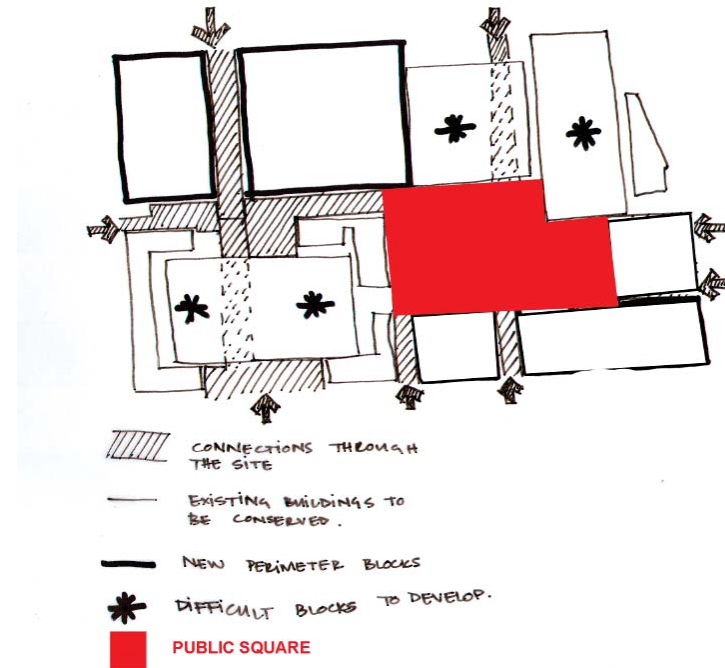 CONNECTIONS THROUGH
THE SITE
EXISTING BUILDINGS TO
BE CONSERVED.
NEW PERIMETER BLOCKS
DIFFICULT BLOCKS TO DEVELOP.
PUBLIC SQUARE